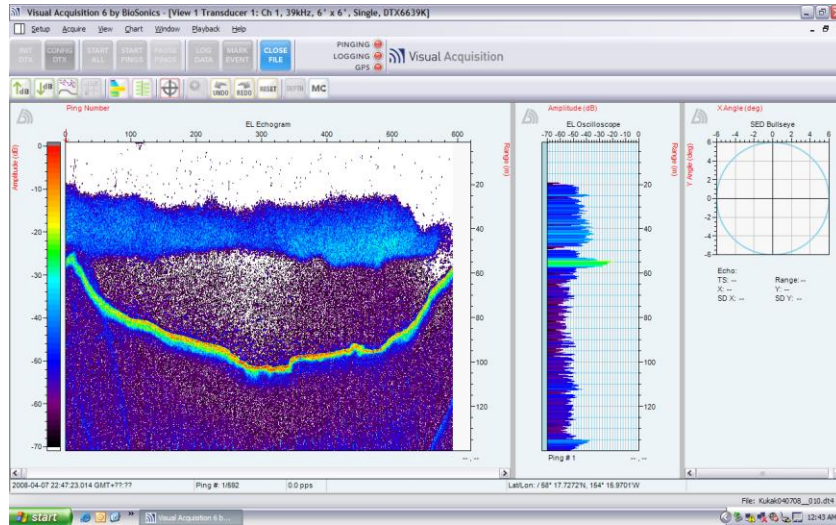 Visual Acquisition 6 by BioSonics - [View 1 Transducer 1: Ch 1, 39kHz, 6° x 6°, Single, DTX6639K]
Setup Acquire View Chart Window Playback Help
INIT DTX
CONFIG DTX
START ALL
START PINGS
PAUSE PINGS
LOG DATA
MARK EVENT
CLOSE FILE
PINGING
LOGGING
GPS
Visual Acquisition
dB
dB
UNDO
REDO
RESET
DEPTH
MC
Ping Number
EL Echogram
0 100 200 300 400 500 600
Amplitude (dB)
0
-10
-20
-30
-40
-50
-60
-70
Range (m)
20
40
60
80
100
120
-- , --
Amplitude (dB)
EL Oscilloscope
-70 -60 -50 -40 -30 -20 -10 0
Range (m)
20
40
60
80
100
120
Ping # 1
-- , --
X Angle (deg)
SED Bullseye
-6 -4 -2 0 2 4 6
Y Angle (deg)
6
4
2
0
-2
-4
-6
Echo:
TS: -- Range: --
X: -- Y: --
SD X: -- SD Y: --
2008-04-07 22:47:23.014 GMT+??:?? Ping #: 1/592 0.0 pps Lat/Lon: / 58° 17.7272'N, 154° 15.9701'W
File: Kukak040708__010.dt4
start
Visual Acquisition 6 b...
12:43 AM